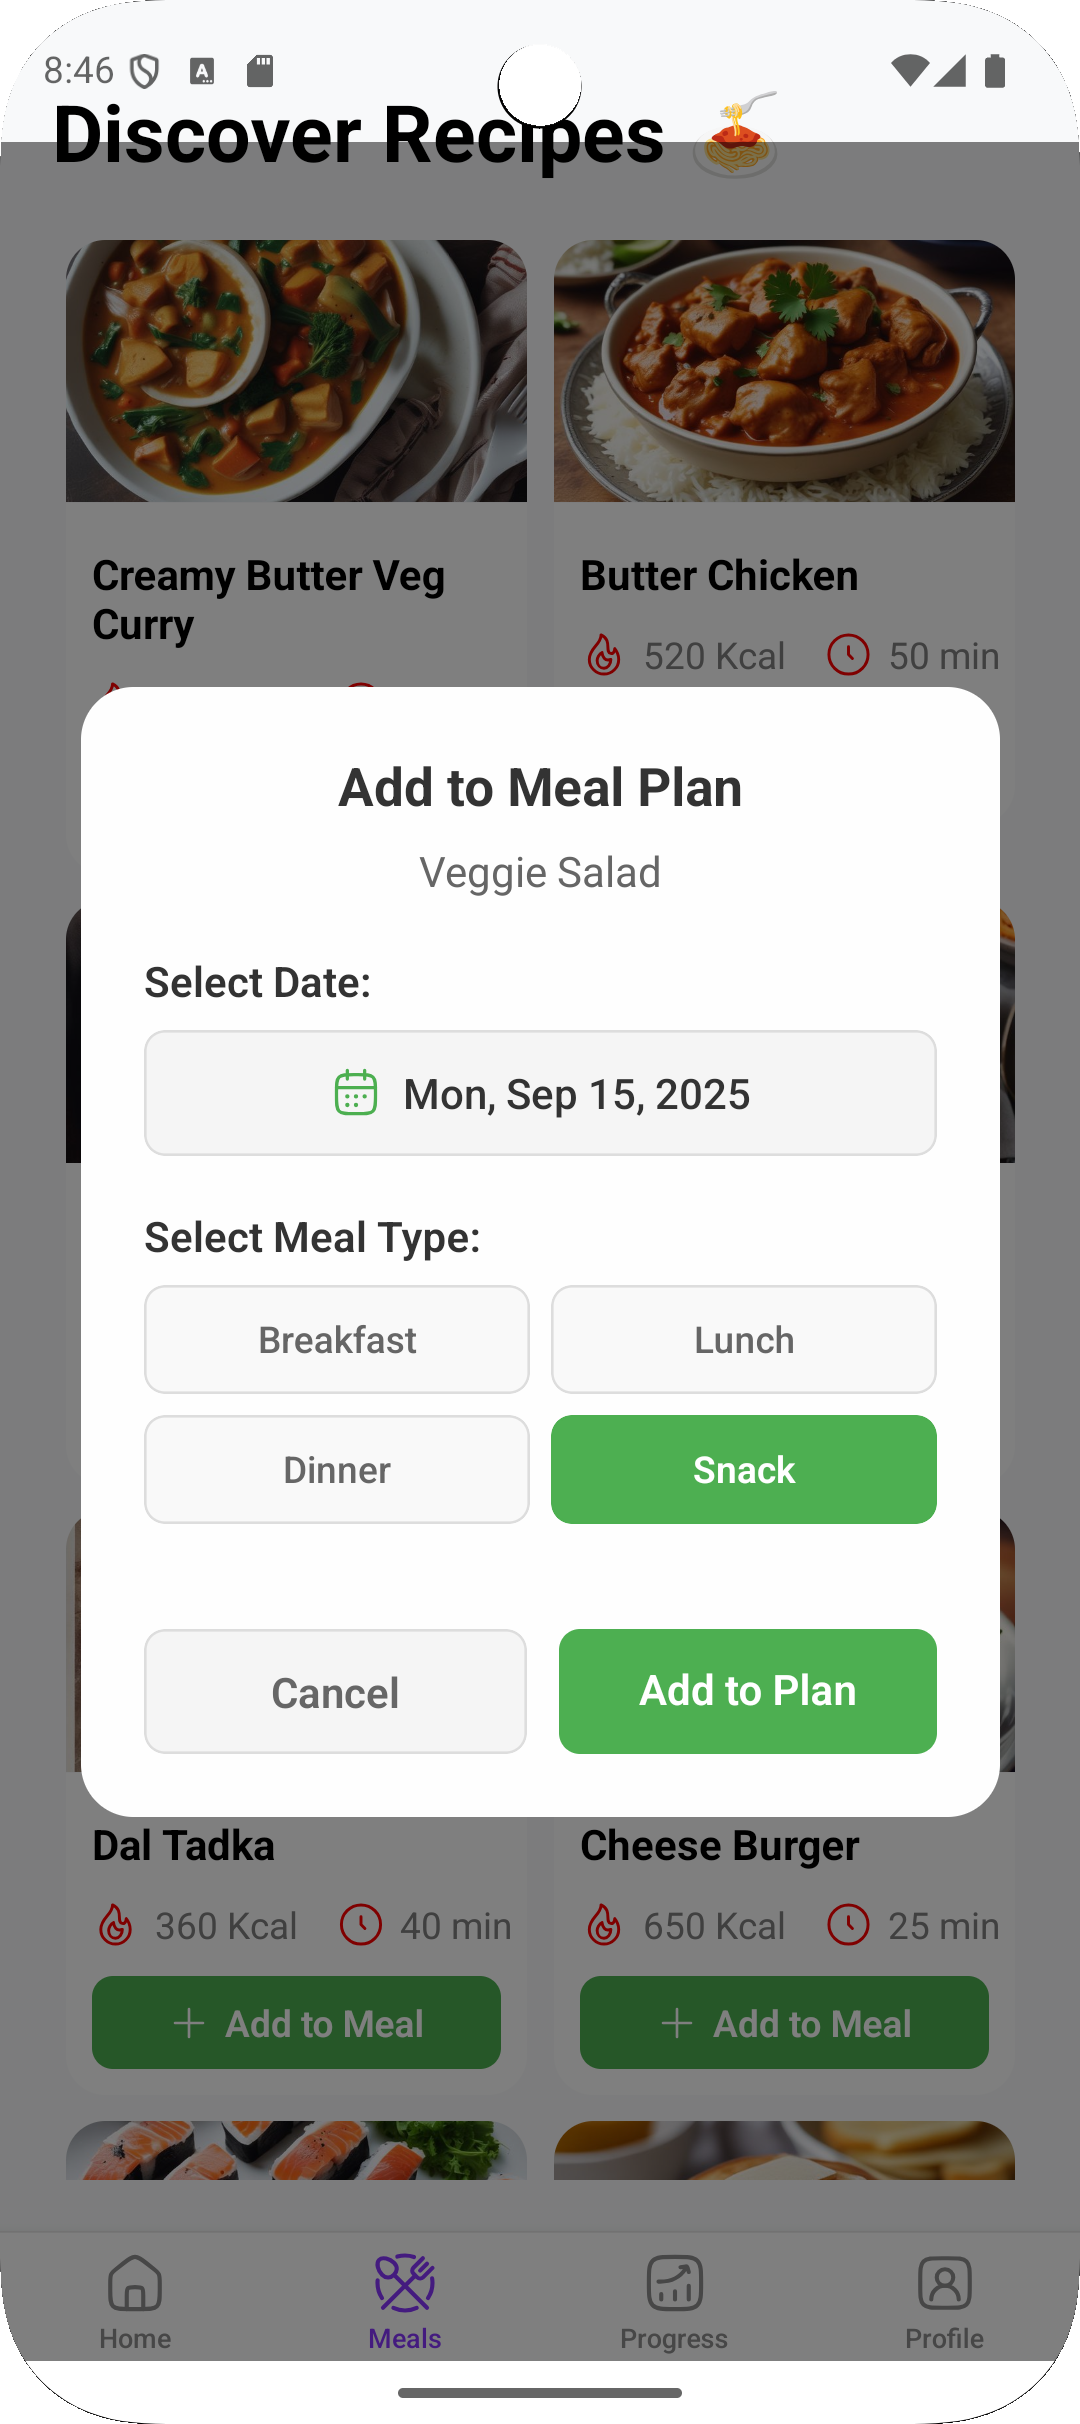 8:46
Discover Recipes
Creamy Butter Veg
Curry
Butter Chicken
520 Kcal
50 min
Add to Meal Plan
Veggie Salad
Select Date:
Mon, Sep 15, 2025
Select Meal Type:
Breakfast
Lunch
Dinner
Snack
Cancel
Add to Plan
Dal Tadka
Cheese Burger
360 Kcal
40 min
650 Kcal
25 min
Add to Meal
Add to Meal
Home
Meals
Progress
Profile